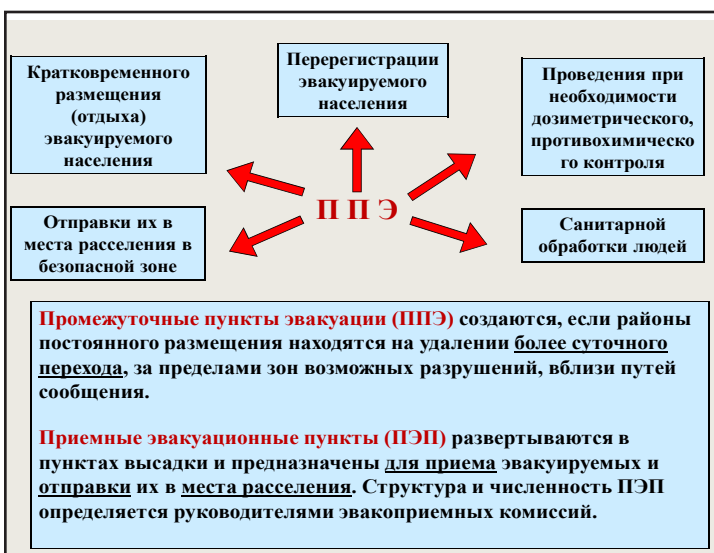 Кратковременного
размещения
(отдыха)
эвакуируемого
населения
Перерегистрации
эвакуируемого
населения
Проведения при
необходимости
дозиметрического,
противохимическо
го контроля
П П Э
Отправки их в
места расселения в
безопасной зоне
Санитарной
обработки людей
Промежуточные пункты эвакуации (ППЭ) создаются, если районы
постоянного размещения находятся на удалении более суточного
перехода, за пределами зон возможных разрушений, вблизи путей
сообщения.
Приемные эвакуационные пункты (ПЭП) развертываются в
пунктах высадки и предназначены для приема эвакуируемых и
отправки их в места расселения. Структура и численность ПЭП
определяется руководителями эвакоприемных комиссий.